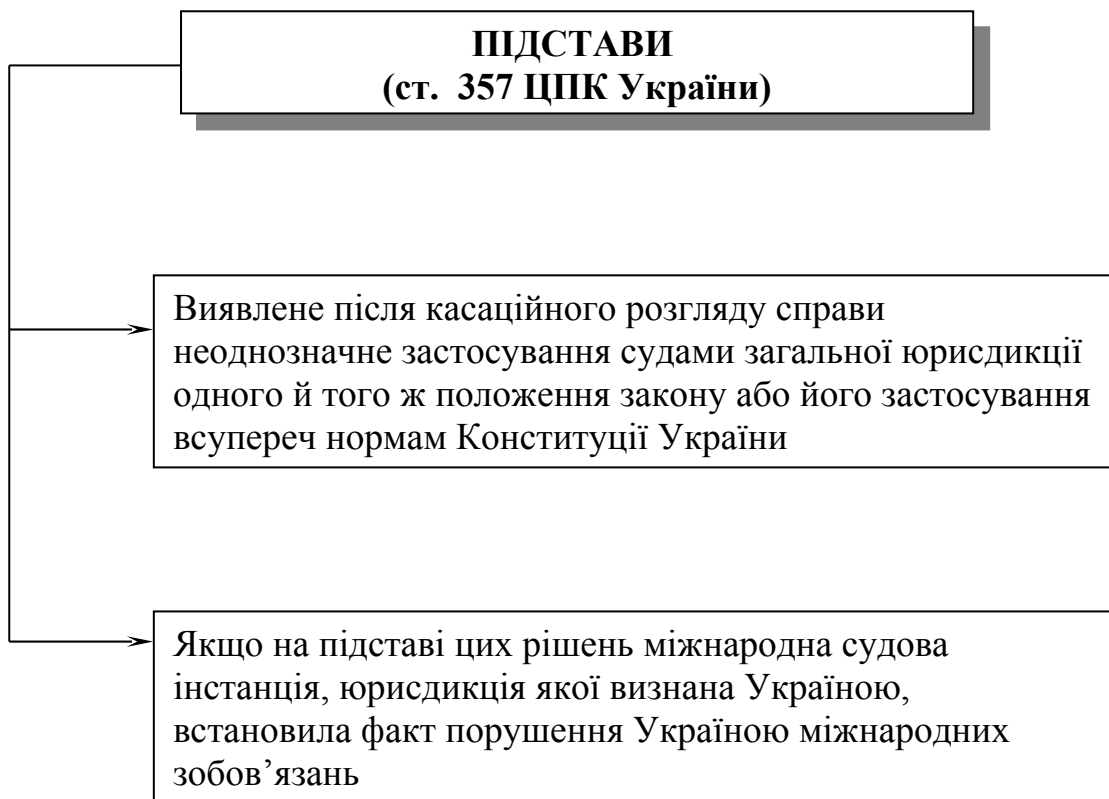 ПІДСТАВИ
(ст. 357 ЦПК України)
Виявлене після касаційного розгляду справи
неоднозначне застосування судами загальної юрисдикції
одного й того ж положення закону або його застосування
всупереч нормам Конституції України
Якщо на підставі цих рішень міжнародна судова
інстанція, юрисдикція якої визнана Україною,
встановила факт порушення Україною міжнародних
зобов’язань